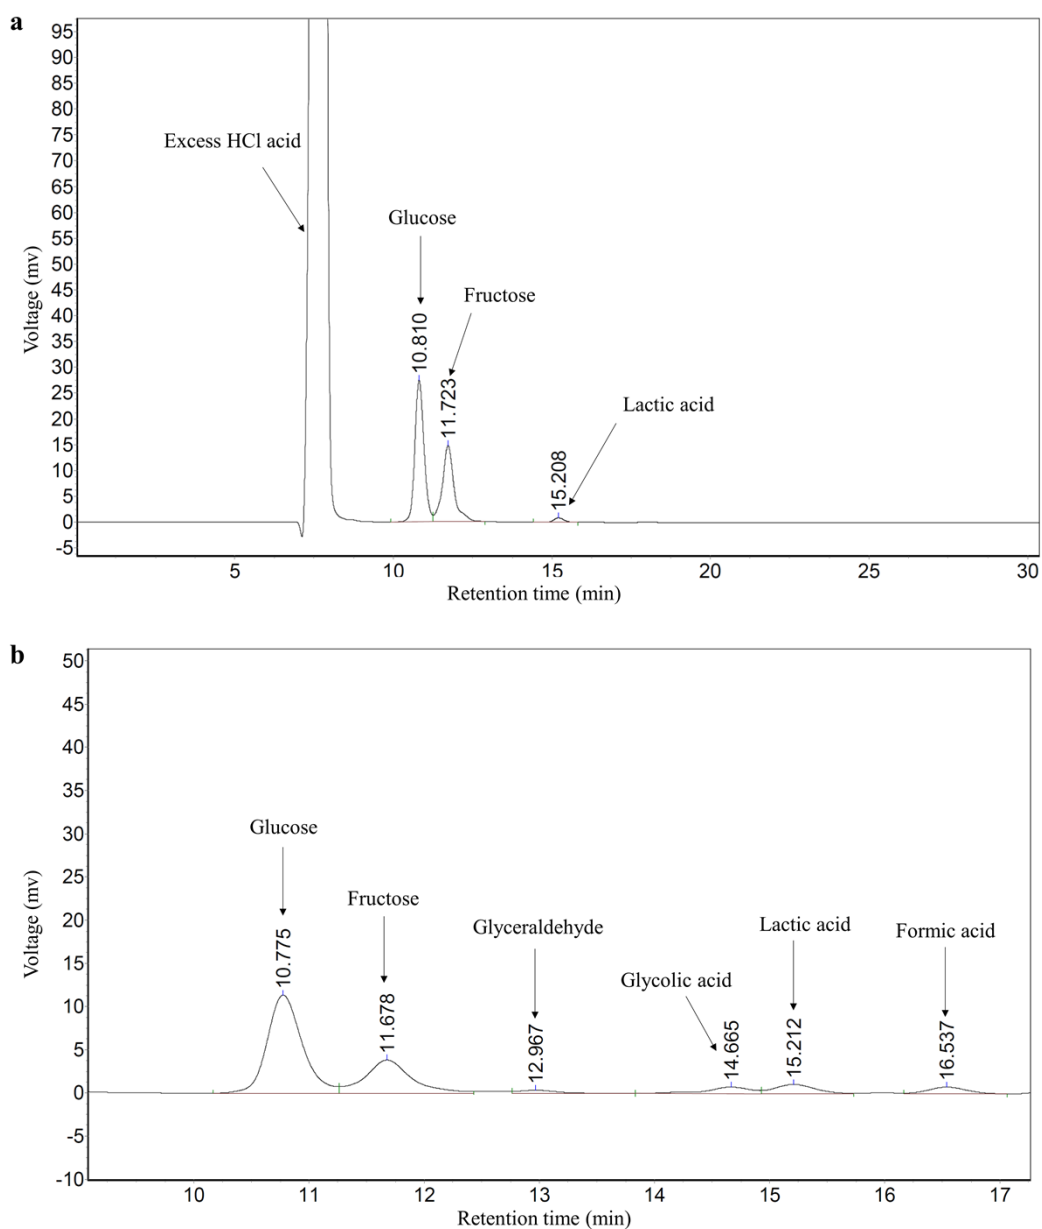 a
95
90
85
80
75
70
65
60
55
50
45
40
35
30
25
20
15
10
5
0
-5
Voltage (mv)
Excess HCl acid
Glucose
10.810
Fructose
11.723
Lactic acid
15.208
5 10 15 20 25 30
Retention time (min)
b
50
45
40
35
30
25
20
15
10
5
0
-5
-10
Voltage (mv)
Glucose
10.775
Fructose
11.678
Glyceraldehyde
12.967
Glycolic acid
14.665
Lactic acid
15.212
Formic acid
16.537
10 11 12 13 14 15 16 17
Retention time (min)